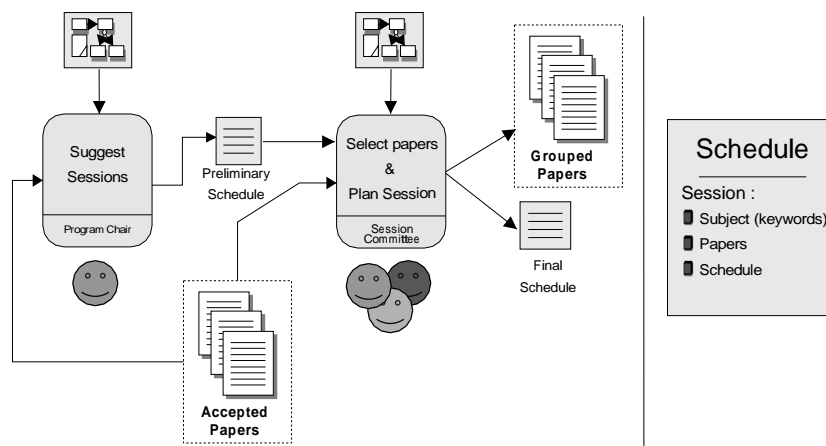 Suggest
Sessions
Program Chair
Preliminary
Schedule
Select papers
&
Plan Session
Session
Committee
Grouped
Papers
Final
Schedule
Accepted
Papers
Schedule
Session :
Subject (keywords)
Papers
Schedule